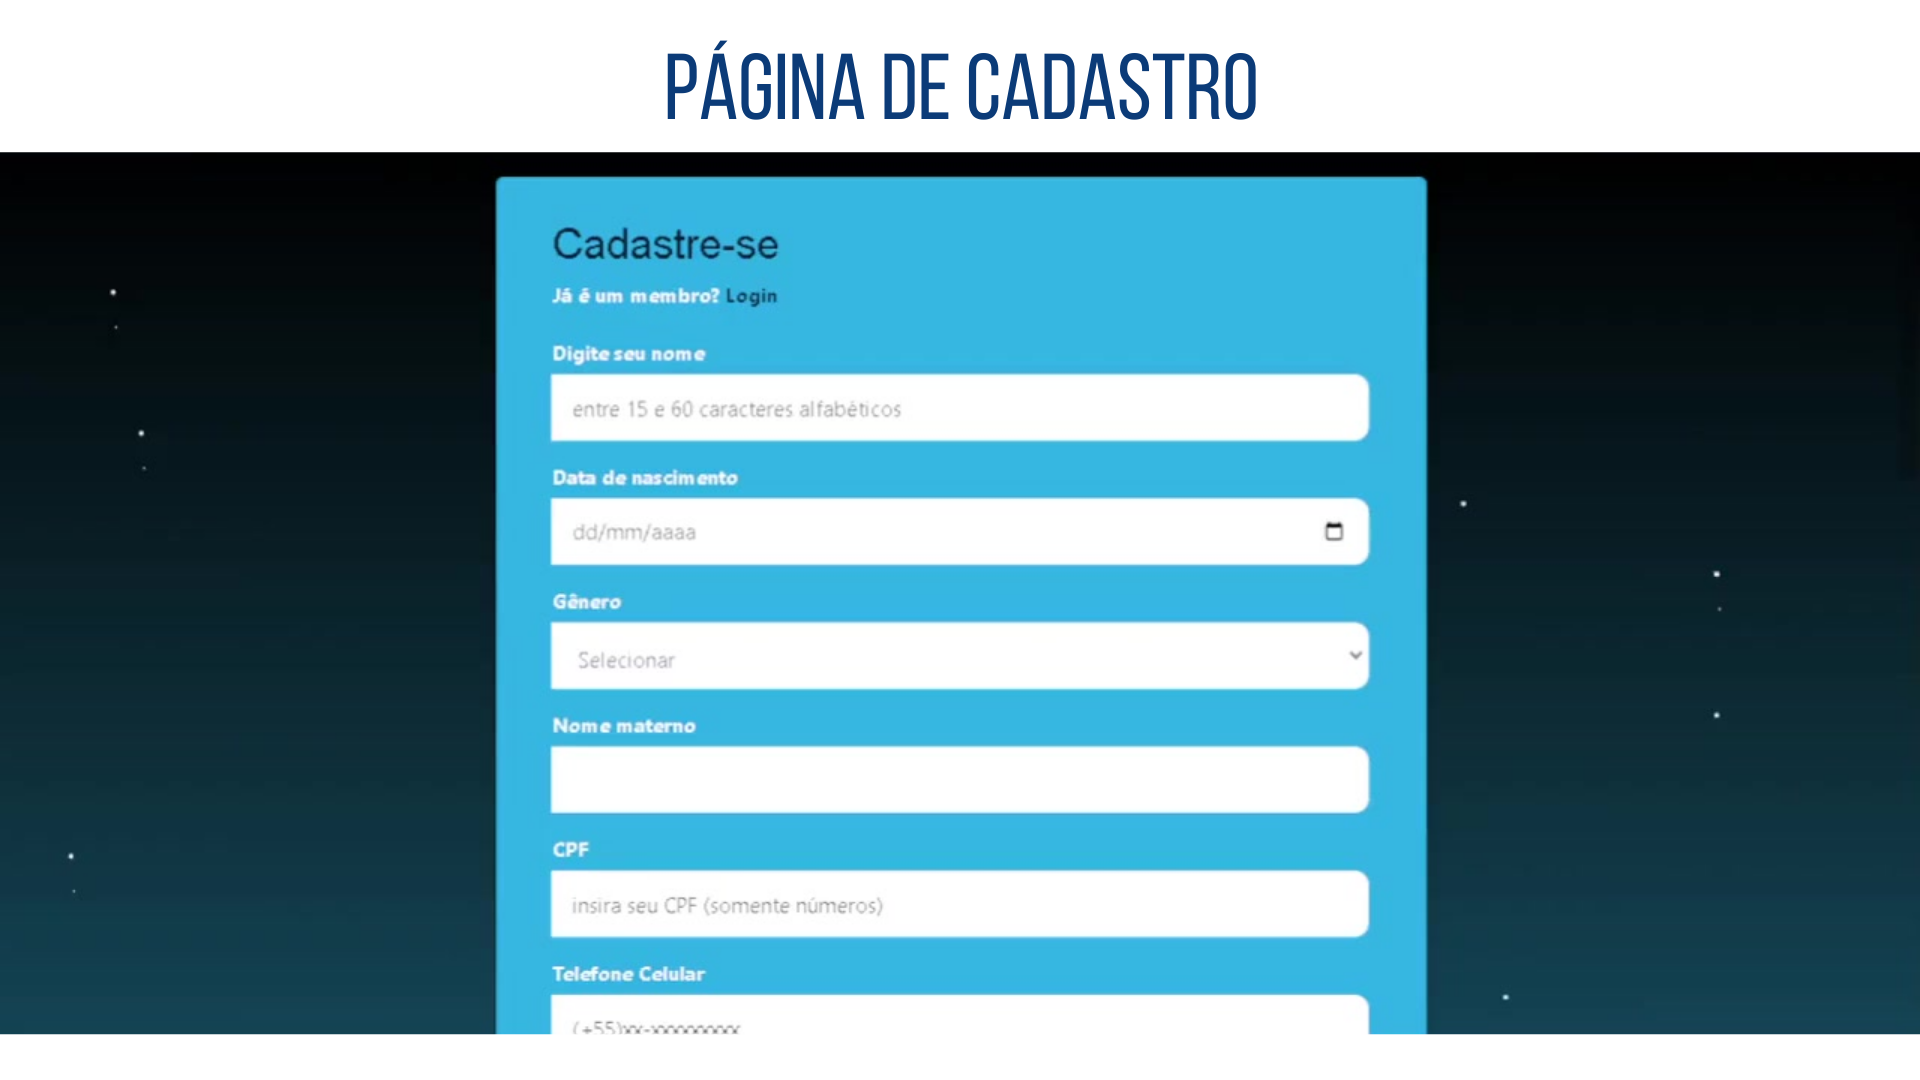 PÁGINA DE CADASTRO
Cadastre-se
Já é um membro? Login
Digite seu nome
entre 15 e 60 caracteres alfabéticos
Data de nascimento
dd/mm/aaaa
Gênero
Selecionar
Nome materno
CPF
insira seu CPF (somente números)
Telefone Celular
(+55)xx-xxxxxxxxx